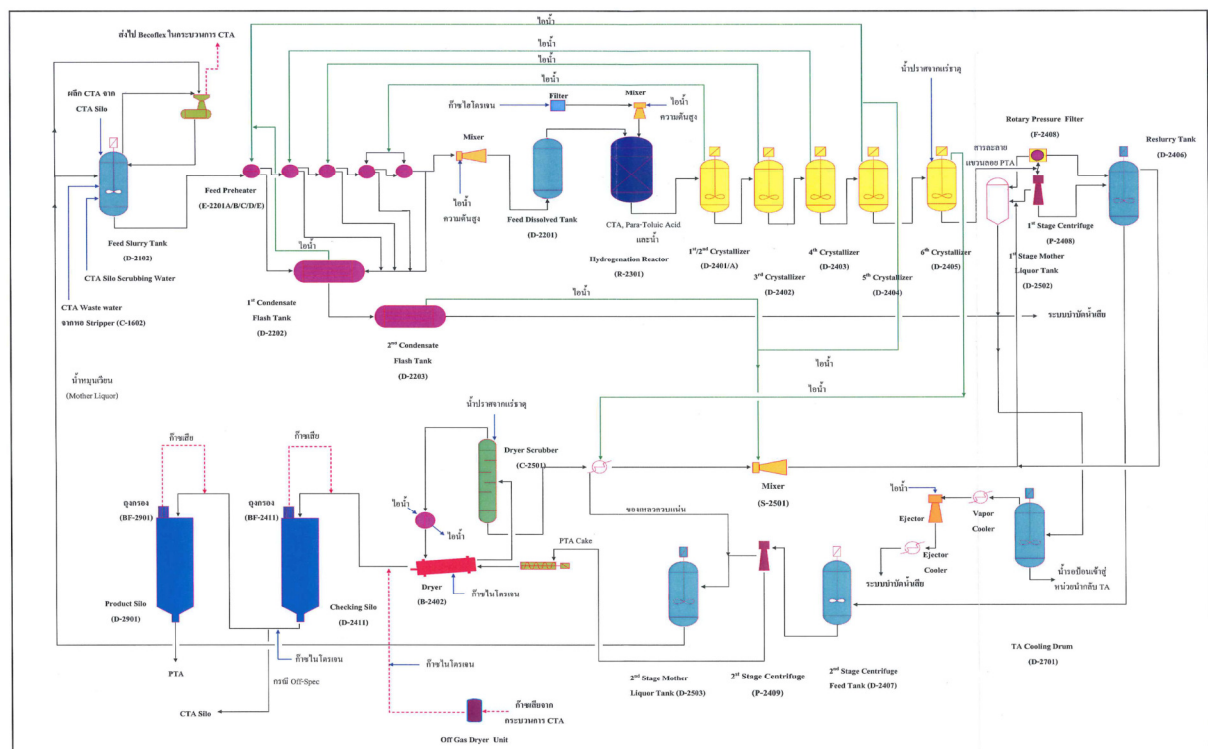 ไอน้ำ
ส่งไป Becoflex ในกระบวนการ CTA
ไอน้ำ
ไอน้ำ
ไอน้ำ
น้ำปราศจากแร่ธาตุ
ผลึก CTA จาก
CTA Silo
ก๊าซไฮโดรเจน
Filter
Mixer
ไอน้ำ
ความดันสูง
Rotary Pressure Filter
(F-2408)
Reslurry Tank
(D-2406)
สารละลาย
แขวนลอย PTA
Mixer
Feed Preheater
(E-2201A/B/C/D/E)
ไอน้ำ
ความดันสูง
Feed Dissolved Tank
(D-2201)
CTA, Para-Toluic Acid
และน้ำ
Hydrogenation Reactor
(R-2301)
1st/2nd Crystallizer
(D-2401/A)
3rd Crystallizer
(D-2402)
4th Crystallizer
(D-2403)
5th Crystallizer
(D-2404)
6th Crystallizer
(D-2405)
1st Stage Centrifuge
(P-2408)
1st Stage Mother
Liquor Tank
(D-2502)
Feed Slurry Tank
(D-2102)
ไอน้ำ
CTA Silo Scrubbing Water
CTA Waste water
จากหอ Stripper (C-1602)
1st Condensate
Flash Tank
(D-2202)
ไอน้ำ
ระบบบำบัดน้ำเสีย
2nd Condensate
Flash Tank
(D-2203)
ไอน้ำ
ไอน้ำ
น้ำหมุนเวียน
(Mother Liquor)
น้ำปราศจากแร่ธาตุ
ก๊าซเสีย
ก๊าซเสีย
Dryer Scrubber
(C-2501)
Mixer
(S-2501)
ถุงกรอง
(BF-2901)
ถุงกรอง
(BF-2411)
ไอน้ำ
ไอน้ำ
ของเหลวควบแน่น
ไอน้ำ
Ejector
Vapor
Cooler
PTA Cake
Ejector
Cooler
Dryer
(B-2402)
ก๊าซไนโตรเจน
ระบบบำบัดน้ำเสีย
น้ำรอป้อนเข้าสู่
หน่วยนำกลับ TA
Product Silo
(D-2901)
Checking Silo
(D-2411)
TA Cooling Drum
(D-2701)
ก๊าซไนโตรเจน
ก๊าซไนโตรเจน
PTA
กรณี Off-Spec
2nd Stags Mother
Liquor Tank (D-2503)
2st Stage Centrifuge
(P-2409)
2nd Stage Centrifuge
Feed Tank (D-2407)
CTA Silo
ก๊าซเสียจาก
กระบวนการ CTA
Off Gas Dryer Unit